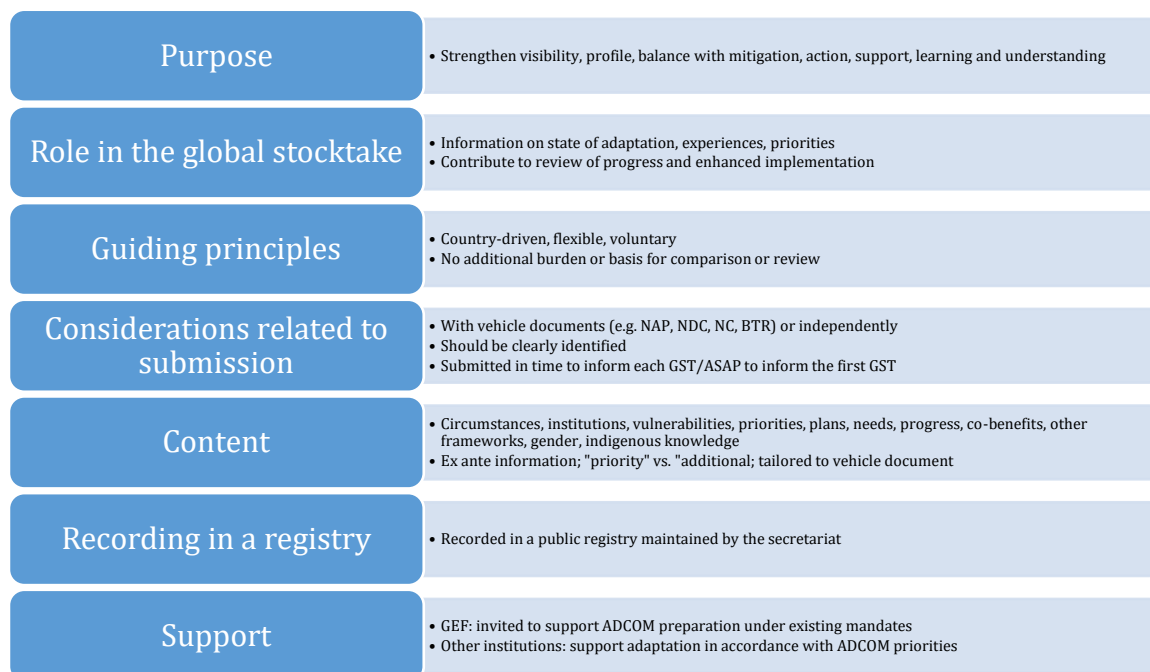 Purpose
• Strengthen visibility, profile, balance with mitigation, action, support, learning and understanding
Role in the global stocktake
• Information on state of adaptation, experiences, priorities
• Contribute to review of progress and enhanced implementation
Guiding principles
• Country-driven, flexible, voluntary
• No additional burden or basis for comparison or review
Considerations related to
submission
• With vehicle documents (e.g. NAP, NDC, NC, BTR) or independently
• Should be clearly identified
• Submitted in time to inform each GST/ASAP to inform the first GST
Content
• Circumstances, institutions, vulnerabilities, priorities, plans, needs, progress, co-benefits, other
frameworks, gender, indigenous knowledge
• Ex ante information; "priority" vs. "additional; tailored to vehicle document
Recording in a registry
• Recorded in a public registry maintained by the secretariat
Support
• GEF: invited to support ADCOM preparation under existing mandates
• Other institutions: support adaptation in accordance with ADCOM priorities